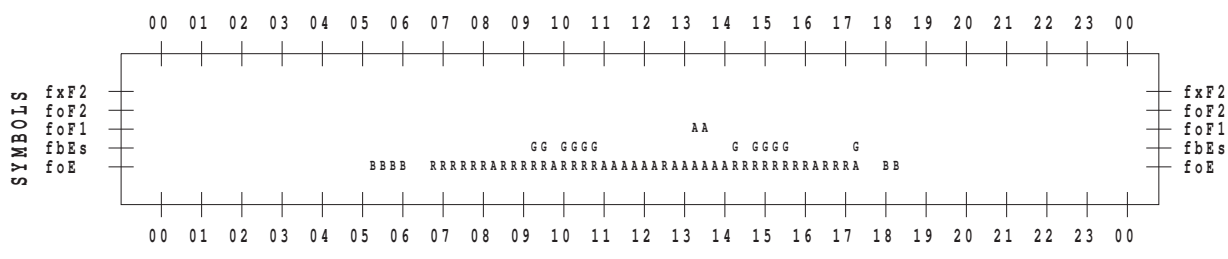 00 01 02 03 04 05 06 07 08 09 10 11 12 13 14 15 16 17 18 19 20 21 22 23 00
SYMBOLS
fxF2 fxF2
foF2 foF2
foF1 AA foF1
fbEs GG GGGG G GGGG G fbEs
foE BBBB RRRRRRARRRRRARRRRAAAAAARAAAAAARRRRRRRRARRRA BB foE
00 01 02 03 04 05 06 07 08 09 10 11 12 13 14 15 16 17 18 19 20 21 22 23 00